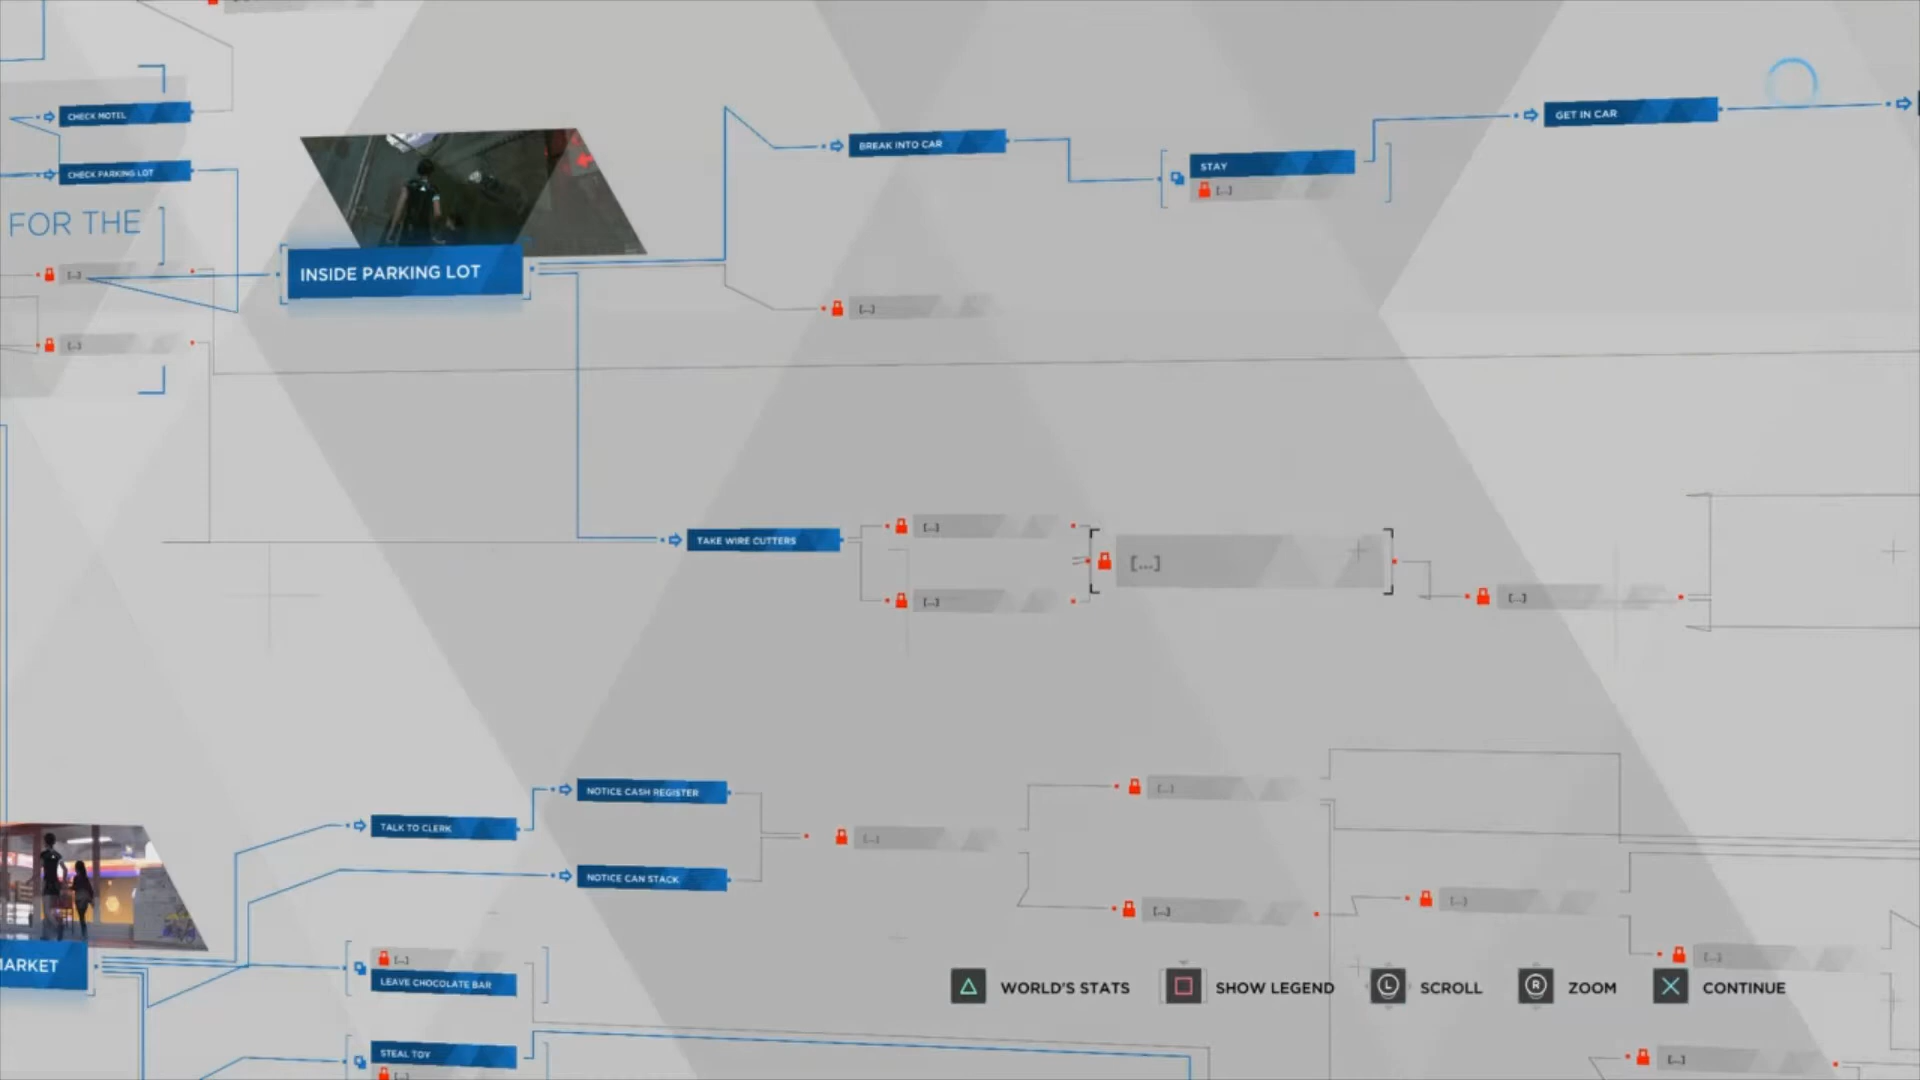 CHECK MOTEL
CHECK PARKING LOT
FOR THE
[...]
[...]
INSIDE PARKING LOT
BREAK INTO CAR
STAY
[...]
GET IN CAR
[...]
TAKE WIRE CUTTERS
[...]
[...]
[...]
[...]
NOTICE CASH REGISTER
TALK TO CLERK
NOTICE CAN STACK
[...]
[...]
[...]
[...]
[...]
MARKET
[...]
LEAVE CHOCOLATE BAR
STEAL TOY
[...]
[...]
WORLD'S STATS
SHOW LEGEND
L SCROLL
R ZOOM
CONTINUE